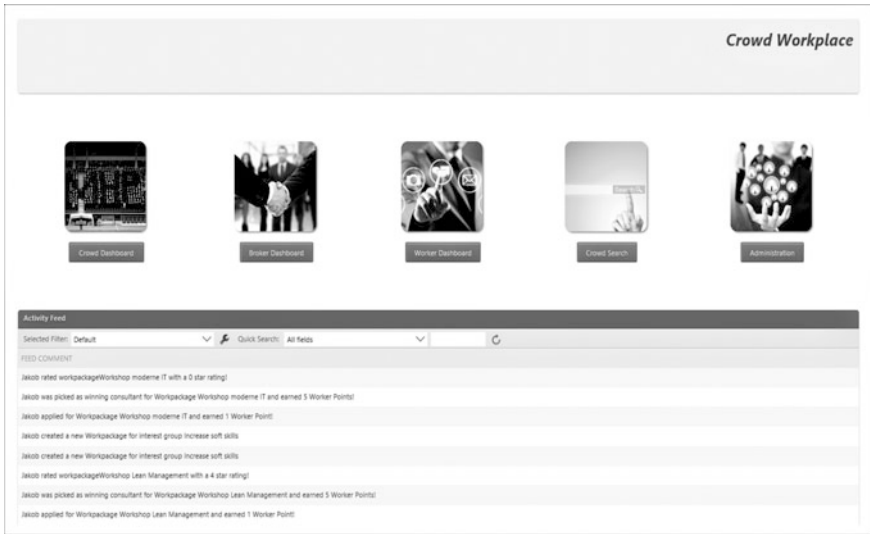 Crowd Workplace
Crowd Dashboard
Broker Dashboard
Worker Dashboard
Crowd Search
Administration
Activity Feed
Selected Filter: Default Quick Search: All fields
FEED COMMENT
Jakob rated workpackageWorkshop moderne IT with a 0 star rating!
Jakob was picked as winning consultant for Workpackage Workshop moderne IT and earned 5 Worker Points!
Jakob applied for Workpackage Workshop moderne IT and earned 1 Worker Point!
Jakob created a new Workpackage for interest group Increase soft skills
Jakob created a new Workpackage for interest group Increase soft skills
Jakob rated workpackageWorkshop Lean Management with a 4 star rating!
Jakob was picked as winning consultant for Workpackage Workshop Lean Management and earned 5 Worker Points!
Jakob applied for Workpackage Workshop Lean Management and earned 1 Worker Point!